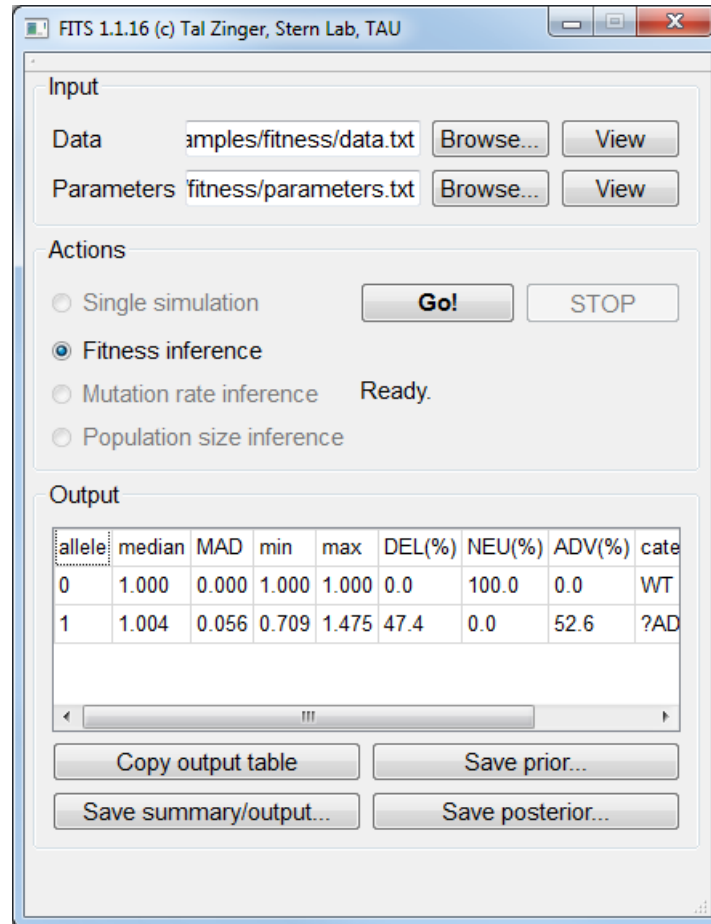 FITS 1.1.16 (c) Tal Zinger, Stern Lab, TAU
Input
Data amples/fitness/data.txt Browse... View
Parameters /fitness/parameters.txt Browse... View
Actions
Single simulation Go! STOP
Fitness inference
Mutation rate inference Ready.
Population size inference
Output
allele median MAD min max DEL(%) NEU(%) ADV(%) cate
0 1.000 0.000 1.000 1.000 0.0 100.0 0.0 WT
1 1.004 0.056 0.709 1.475 47.4 0.0 52.6 ?AD
Copy output table Save prior...
Save summary/output... Save posterior...